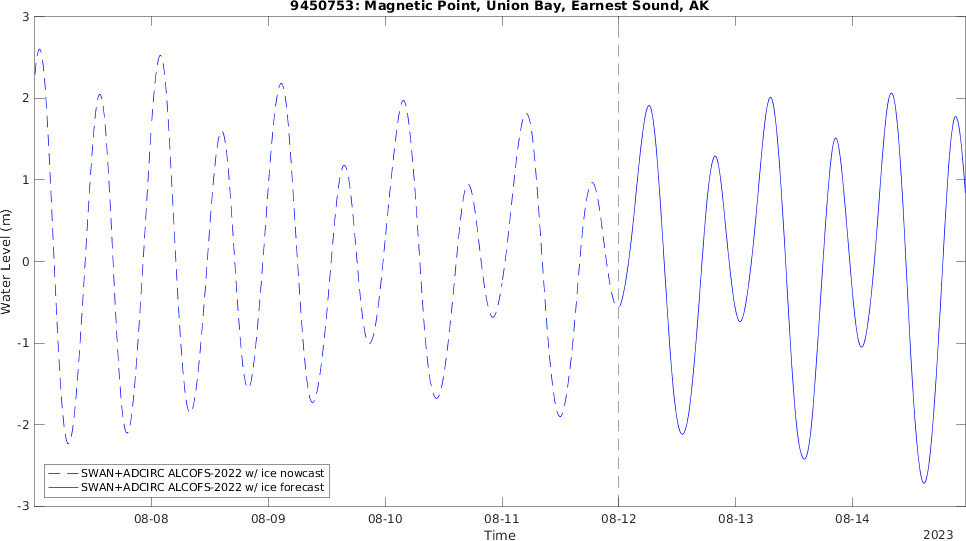 9450753: Magnetic Point, Union Bay, Earnest Sound, AK
3
2
1
0
-1
-2
-3
Water Level (m)
SWAN+ADCIRC ALCOFS-2022 w/ ice nowcast
SWAN+ADCIRC ALCOFS-2022 w/ ice forecast
08-08 08-09 08-10 08-11 08-12 08-13 08-14
Time
2023